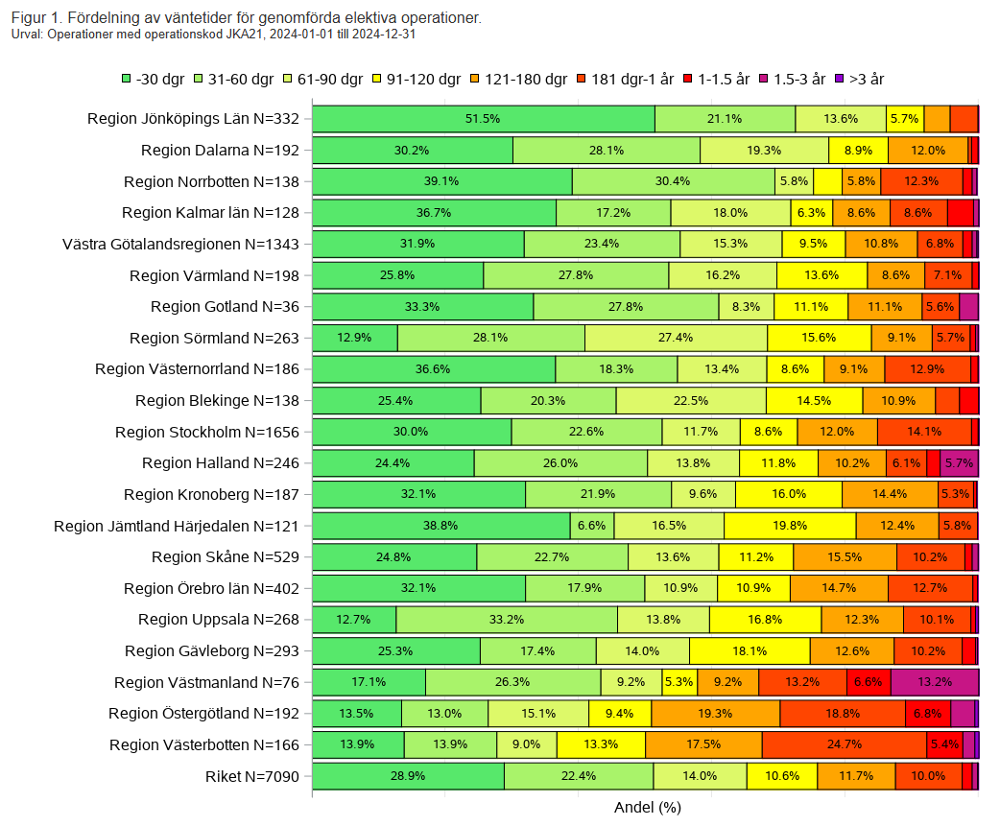 Figur 1. Fördelning av väntetider för genomförda elektiva operationer.
Urval: Operationer med operationskod JKA21, 2024-01-01 till 2024-12-31
-30 dgr 31-60 dgr 61-90 dgr 91-120 dgr 121-180 dgr 181 dgr-1 år 1-1.5 år 1.5-3 år >3 år
Region Jönköpings Län N=332 51.5% 21.1% 13.6% 5.7%
Region Dalarna N=192 30.2% 28.1% 19.3% 8.9% 12.0%
Region Norrbotten N=138 39.1% 30.4% 5.8% 5.8% 12.3%
Region Kalmar län N=128 36.7% 17.2% 18.0% 6.3% 8.6% 8.6%
Västra Götalandsregionen N=1343 31.9% 23.4% 15.3% 9.5% 10.8% 6.8%
Region Värmland N=198 25.8% 27.8% 16.2% 13.6% 8.6% 7.1%
Region Gotland N=36 33.3% 27.8% 8.3% 11.1% 11.1% 5.6%
Region Sörmland N=263 12.9% 28.1% 27.4% 15.6% 9.1% 5.7%
Region Västernorrland N=186 36.6% 18.3% 13.4% 8.6% 9.1% 12.9%
Region Blekinge N=138 25.4% 20.3% 22.5% 14.5% 10.9%
Region Stockholm N=1656 30.0% 22.6% 11.7% 8.6% 12.0% 14.1%
Region Halland N=246 24.4% 26.0% 13.8% 11.8% 10.2% 6.1% 5.7%
Region Kronoberg N=187 32.1% 21.9% 9.6% 16.0% 14.4% 5.3%
Region Jämtland Härjedalen N=121 38.8% 6.6% 16.5% 19.8% 12.4% 5.8%
Region Skåne N=529 24.8% 22.7% 13.6% 11.2% 15.5% 10.2%
Region Örebro län N=402 32.1% 17.9% 10.9% 10.9% 14.7% 12.7%
Region Uppsala N=268 12.7% 33.2% 13.8% 16.8% 12.3% 10.1%
Region Gävleborg N=293 25.3% 17.4% 14.0% 18.1% 12.6% 10.2%
Region Västmanland N=76 17.1% 26.3% 9.2% 5.3% 9.2% 13.2% 6.6% 13.2%
Region Östergötland N=192 13.5% 13.0% 15.1% 9.4% 19.3% 18.8% 6.8%
Region Västerbotten N=166 13.9% 13.9% 9.0% 13.3% 17.5% 24.7% 5.4%
Riket N=7090 28.9% 22.4% 14.0% 10.6% 11.7% 10.0%
Andel (%)